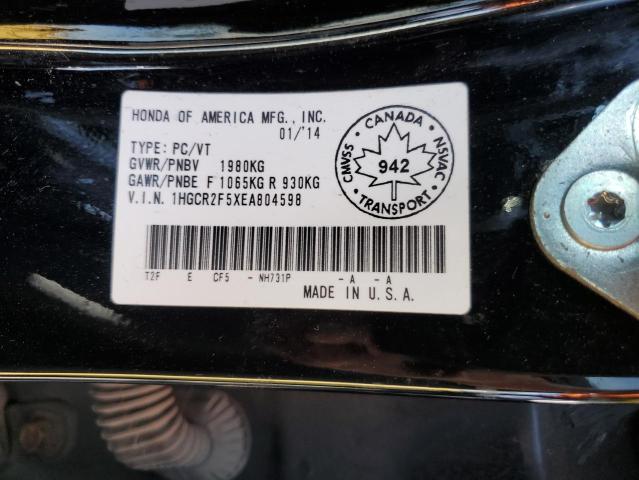 HONDA OF AMERICA MFG., INC.
01/'14
TYPE: PC/VT
GVWR/PNBV 1980KG
GAWR/PNBE F 1065KG R 930KG
V.I.N. 1HGCR2F5XEA804598
CANADA
CMVSS
NSVAC
942
TRANSPORT
T2F E CF5 - NH731P - A - A
MADE IN U.S.A.